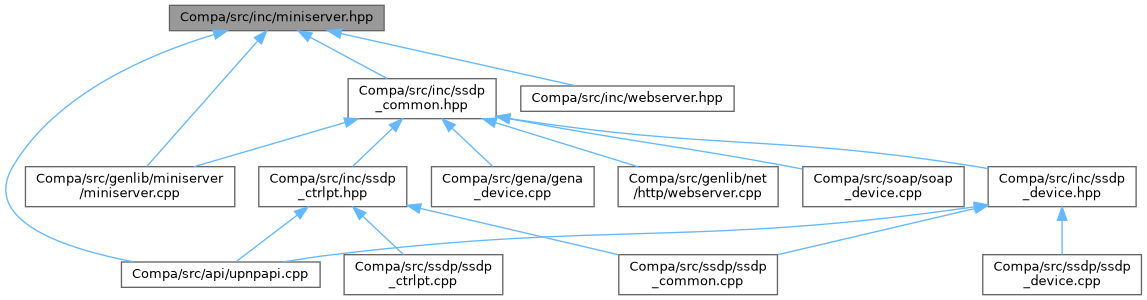 Compa/src/inc/miniserver.hpp
Compa/src/inc/ssdp
_common.hpp
Compa/src/inc/webserver.hpp
Compa/src/genlib/miniserver
/miniserver.cpp
Compa/src/inc/ssdp
_ctrlpt.hpp
Compa/src/gena/gena
_device.cpp
Compa/src/genlib/net
/http/webserver.cpp
Compa/src/soap/soap
_device.cpp
Compa/src/inc/ssdp
_device.hpp
Compa/src/api/upnpapi.cpp
Compa/src/ssdp/ssdp
_ctrlpt.cpp
Compa/src/ssdp/ssdp
_common.cpp
Compa/src/ssdp/ssdp
_device.cpp